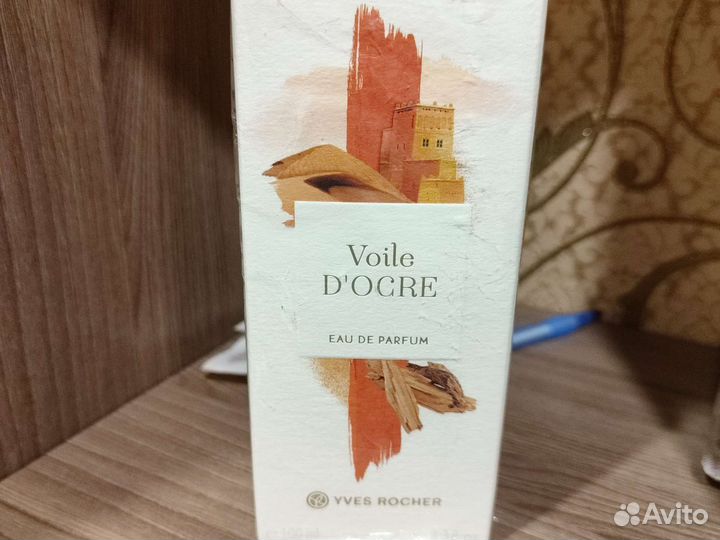 Voile
D'OCRE
EAU DE PARFUM
YVES ROCHER
Avito